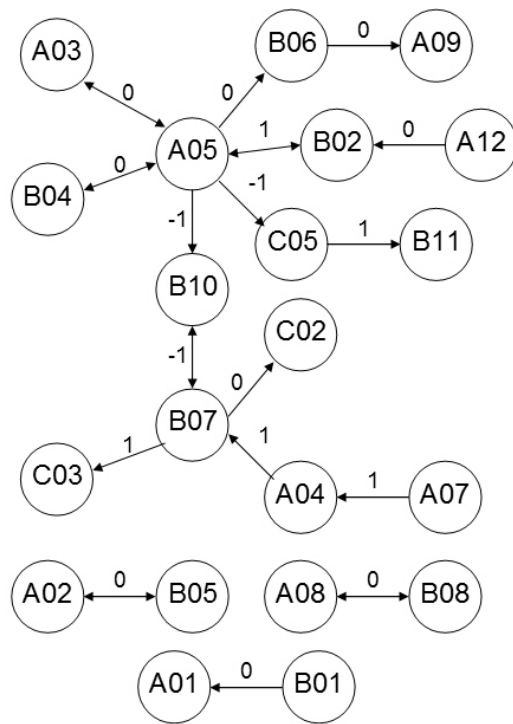 B06 0 A09
A03
0 0
A05 1 B02 0 A12
0
B04 -1
-1 C05 1 B11
B10
C02
-1 0
B07
1 1
C03 A04 1 A07
A02 0 B05 A08 0 B08
A01 0 B01